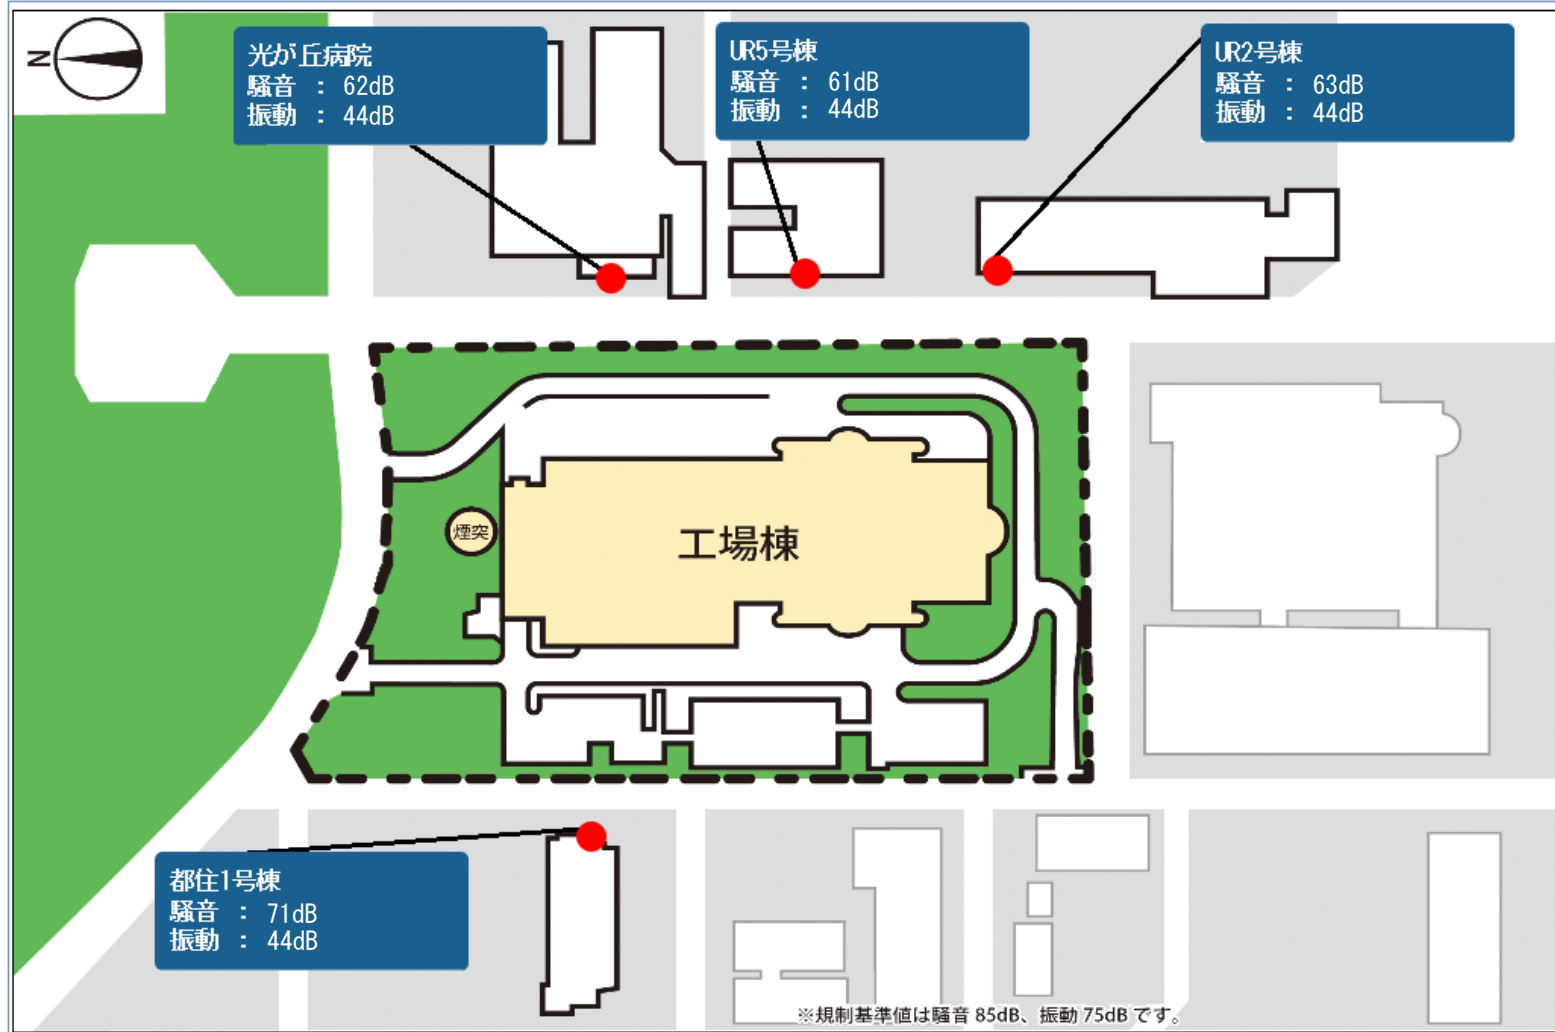 N
光が丘病院
騒音 : 62dB
振動 : 44dB
UR5号棟
騒音 : 61dB
振動 : 44dB
UR2号棟
騒音 : 63dB
振動 : 44dB
煙突
工場棟
都住1号棟
騒音 : 71dB
振動 : 44dB
※規制基準値は騒音 85dB、振動 75dB です。